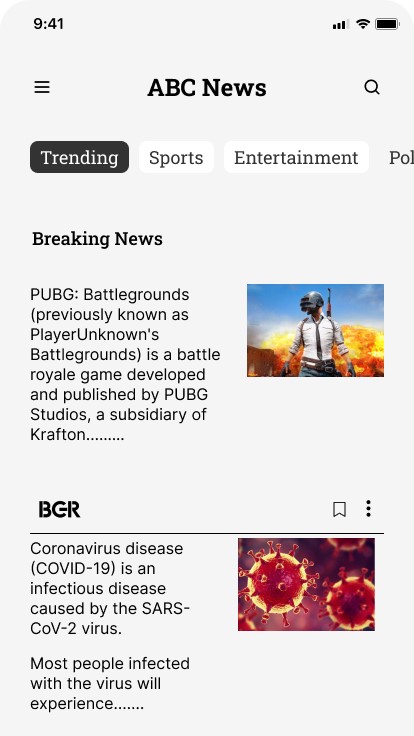 9:41
ABC News
Trending Sports Entertainment Pol
Breaking News
PUBG: Battlegrounds
(previously known as
PlayerUnknown's
Battlegrounds) is a battle
royale game developed
and published by PUBG
Studios, a subsidiary of
Krafton.........
BGR
Coronavirus disease
(COVID-19) is an
infectious disease
caused by the SARS-
CoV-2 virus.
Most people infected
with the virus will
experience.......